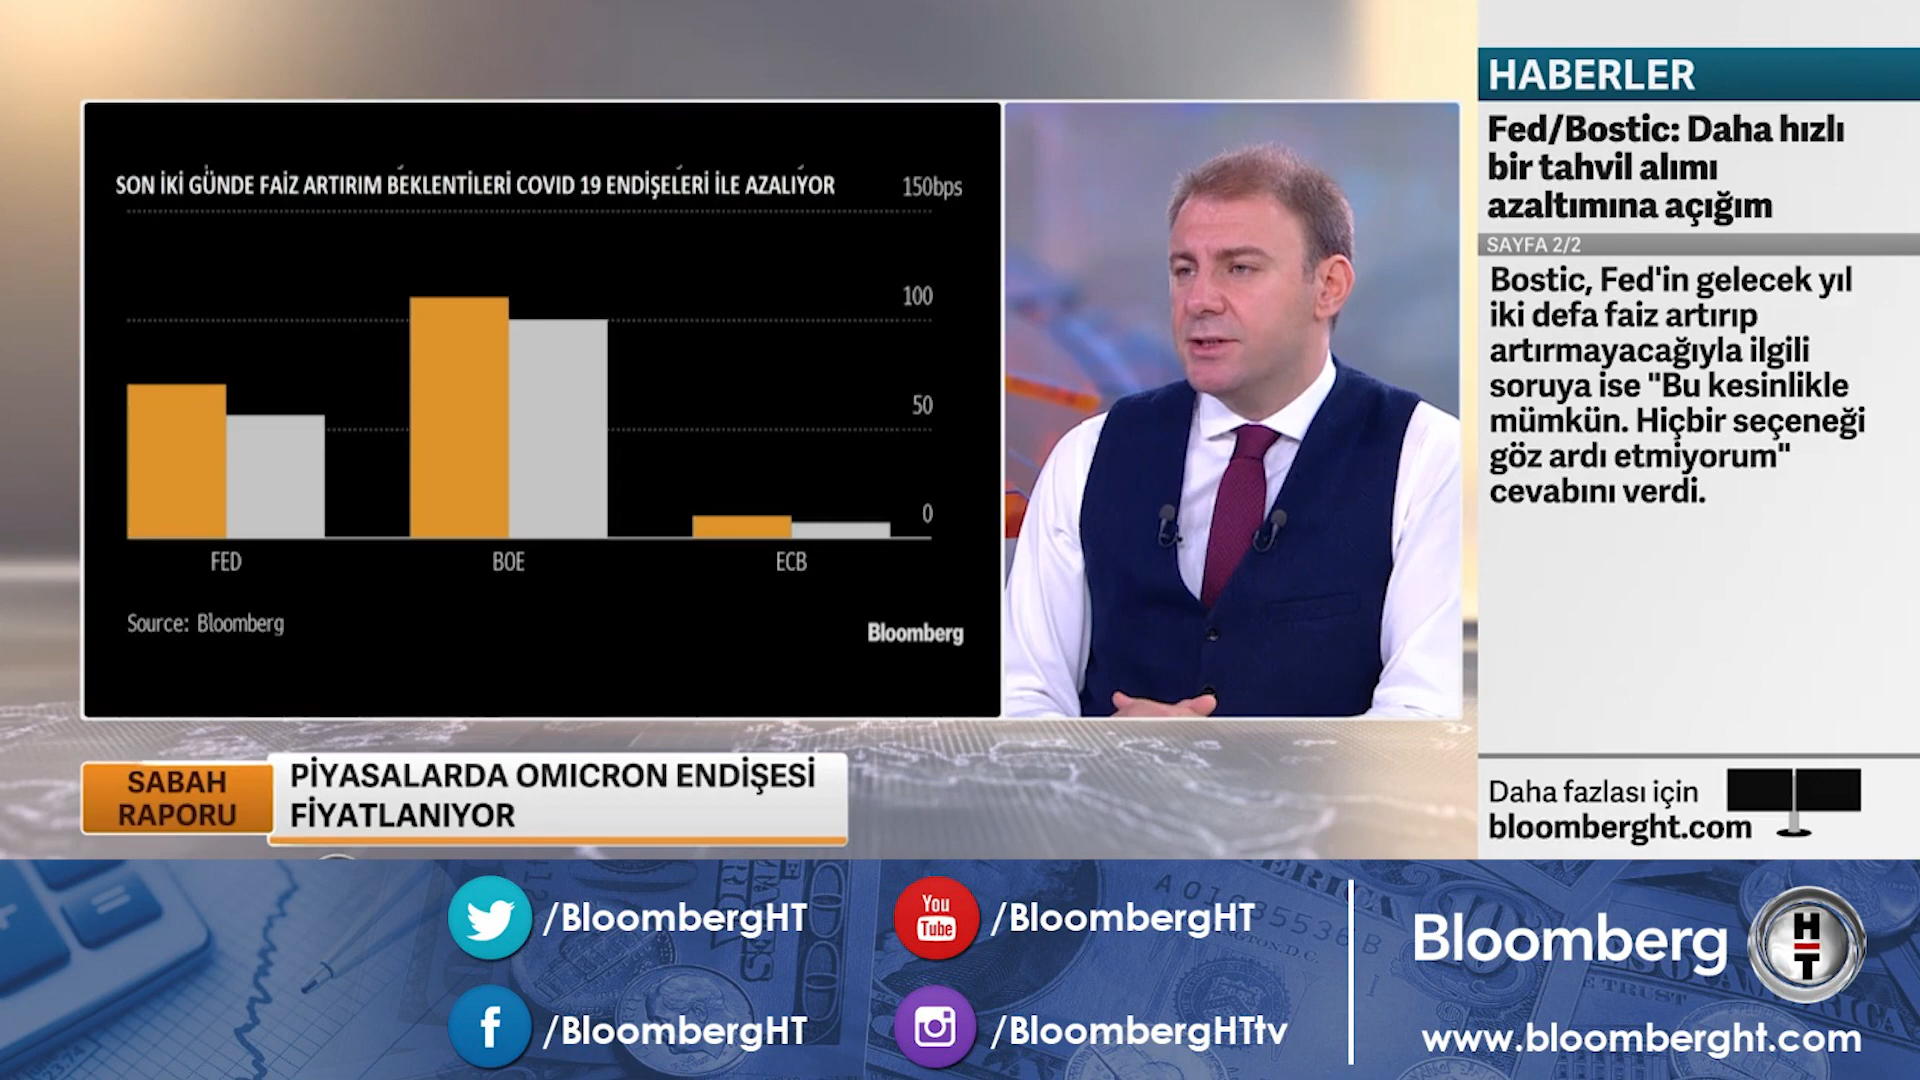 SON İKİ GÜNDE FAİZ ARTIRIM BEKLENTİLERİ COVID 19 ENDİŞELERİ İLE AZALIYOR
150bps
100
50
0
FED
BOE
ECB
Source: Bloomberg
Bloomberg
SABAH
RAPORU
PİYASALARDA OMICRON ENDİŞESİ
FİYATLANIYOR
HABERLER
Fed/Bostic: Daha hızlı
bir tahvil alımı
azaltımına açığım
SAYFA 2/2
Bostic, Fed'in gelecek yıl
iki defa faiz artırıp
artırmayacağıyla ilgili
soruya ise "Bu kesinlikle
mümkün. Hiçbir seçeneği
göz ardı etmiyorum"
cevabını verdi.
Daha fazlası için
bloomberght.com
/BloombergHT
You
Tube
/BloombergHT
/BloombergHT
/BloombergHTtv
Bloomberg
HT
www.bloomberght.com